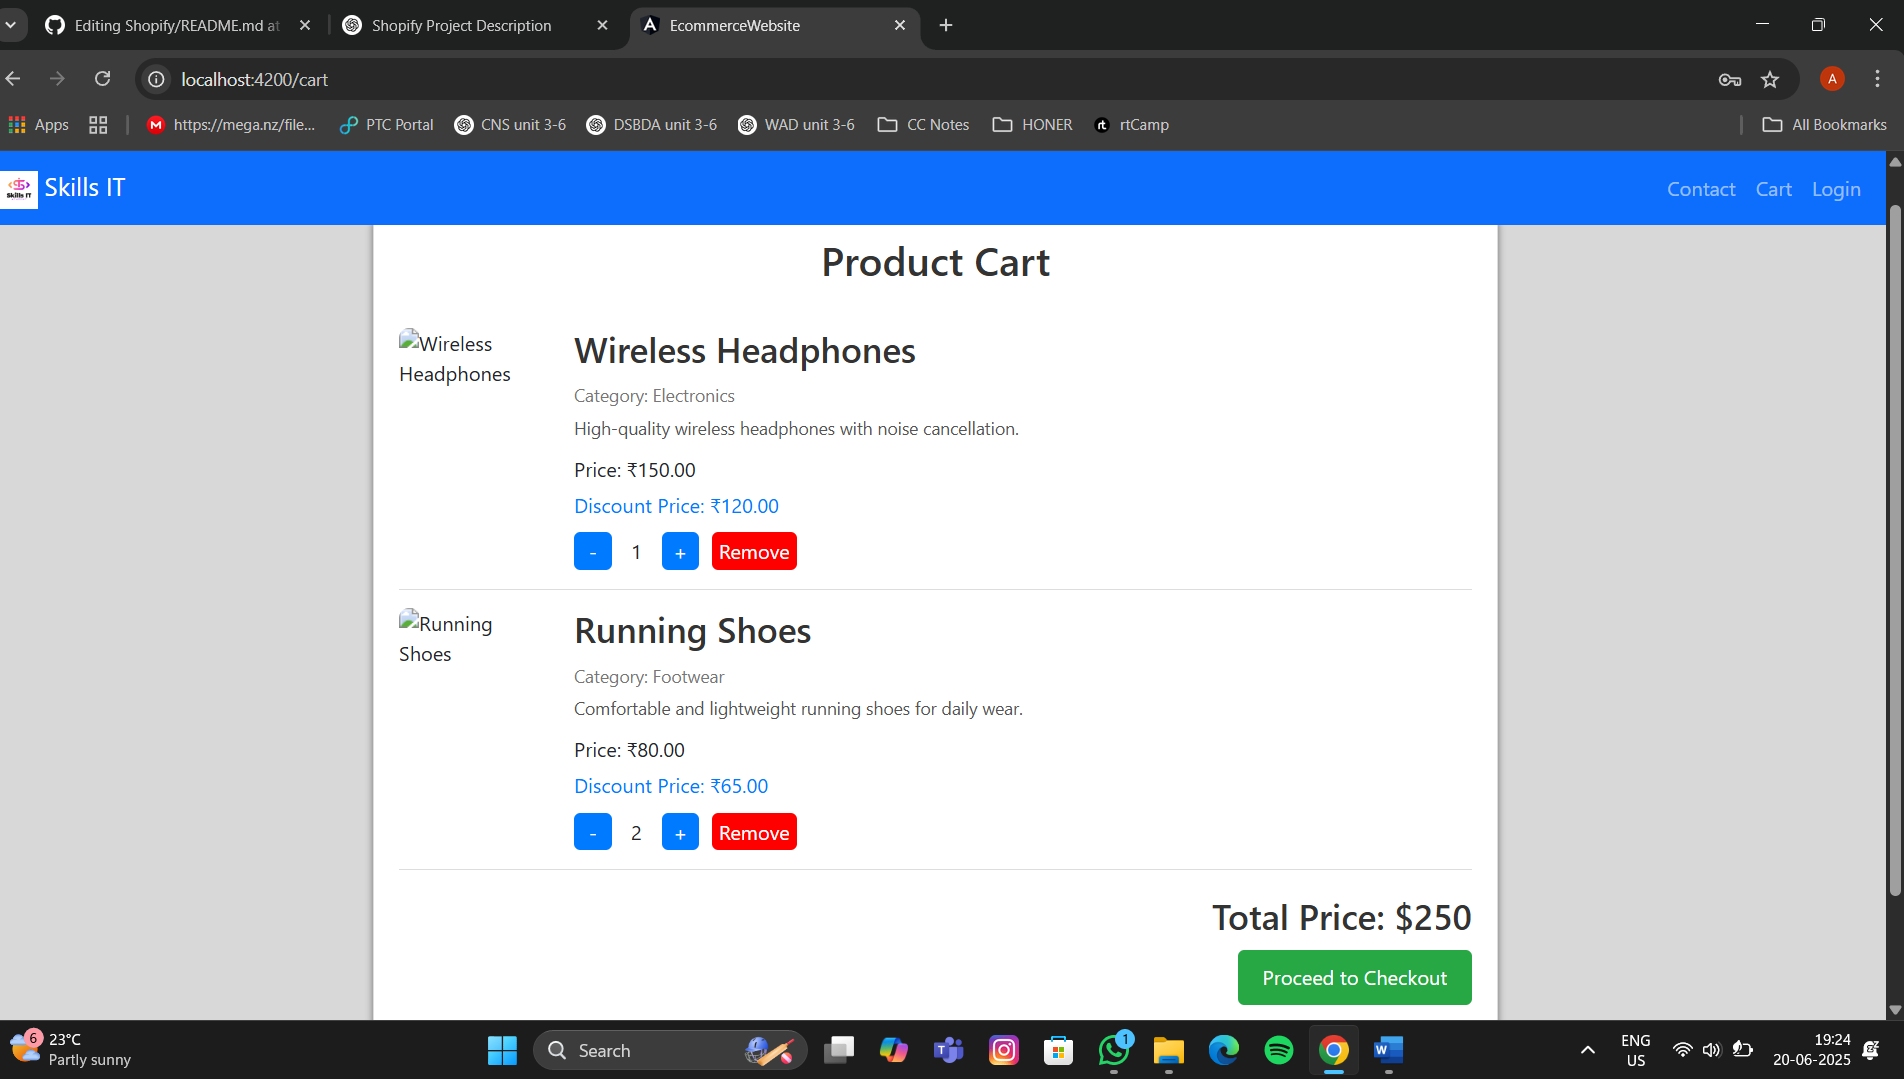 Editing Shopify/README.md at
Shopify Project Description
EcommerceWebsite
localhost:4200/cart
A
Apps
https://mega.nz/file...
PTC Portal
CNS unit 3-6
DSBDA unit 3-6
WAD unit 3-6
CC Notes
HONER
rt
rtCamp
All Bookmarks
Skills IT
Skills IT
Contact
Cart
Login
Product Cart
Wireless
Headphones
Wireless Headphones
Category: Electronics
High-quality wireless headphones with noise cancellation.
Price: ₹150.00
Discount Price: ₹120.00
- 1 + Remove
Running
Shoes
Running Shoes
Category: Footwear
Comfortable and lightweight running shoes for daily wear.
Price: ₹80.00
Discount Price: ₹65.00
- 2 + Remove
Total Price: $250
Proceed to Checkout
6
23°C
Partly sunny
Search
1
ENG
US
19:24
20-06-2025